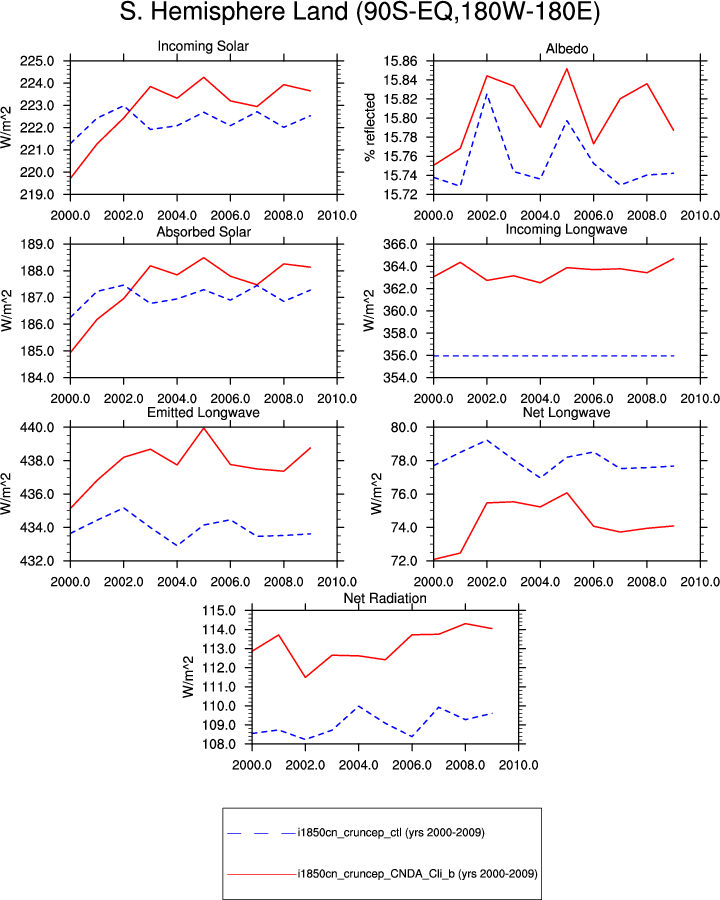 S. Hemisphere Land (90S-EQ,180W-180E)
Incoming Solar
225.0
224.0
223.0
222.0
221.0
220.0
219.0
W/m^2
2000.0 2002.0 2004.0 2006.0 2008.0 2010.0
Albedo
15.86
15.84
15.82
15.80
15.78
15.76
15.74
15.72
% reflected
2000.0 2002.0 2004.0 2006.0 2008.0 2010.0
Absorbed Solar
189.0
188.0
187.0
186.0
185.0
184.0
W/m^2
2000.0 2002.0 2004.0 2006.0 2008.0 2010.0
Incoming Longwave
366.0
364.0
362.0
360.0
358.0
356.0
354.0
W/m^2
2000.0 2002.0 2004.0 2006.0 2008.0 2010.0
Emitted Longwave
440.0
438.0
436.0
434.0
432.0
W/m^2
2000.0 2002.0 2004.0 2006.0 2008.0 2010.0
Net Longwave
80.0
78.0
76.0
74.0
72.0
W/m^2
2000.0 2002.0 2004.0 2006.0 2008.0 2010.0
Net Radiation
115.0
114.0
113.0
112.0
110.0
109.0
108.0
W/m^2
2000.0 2002.0 2004.0 2006.0 2008.0 2010.0
i1850cn_cruncep_ctl (yrs 2000-2009)
i1850cn_cruncep_CNDA_Cli_b (yrs 2000-2009)